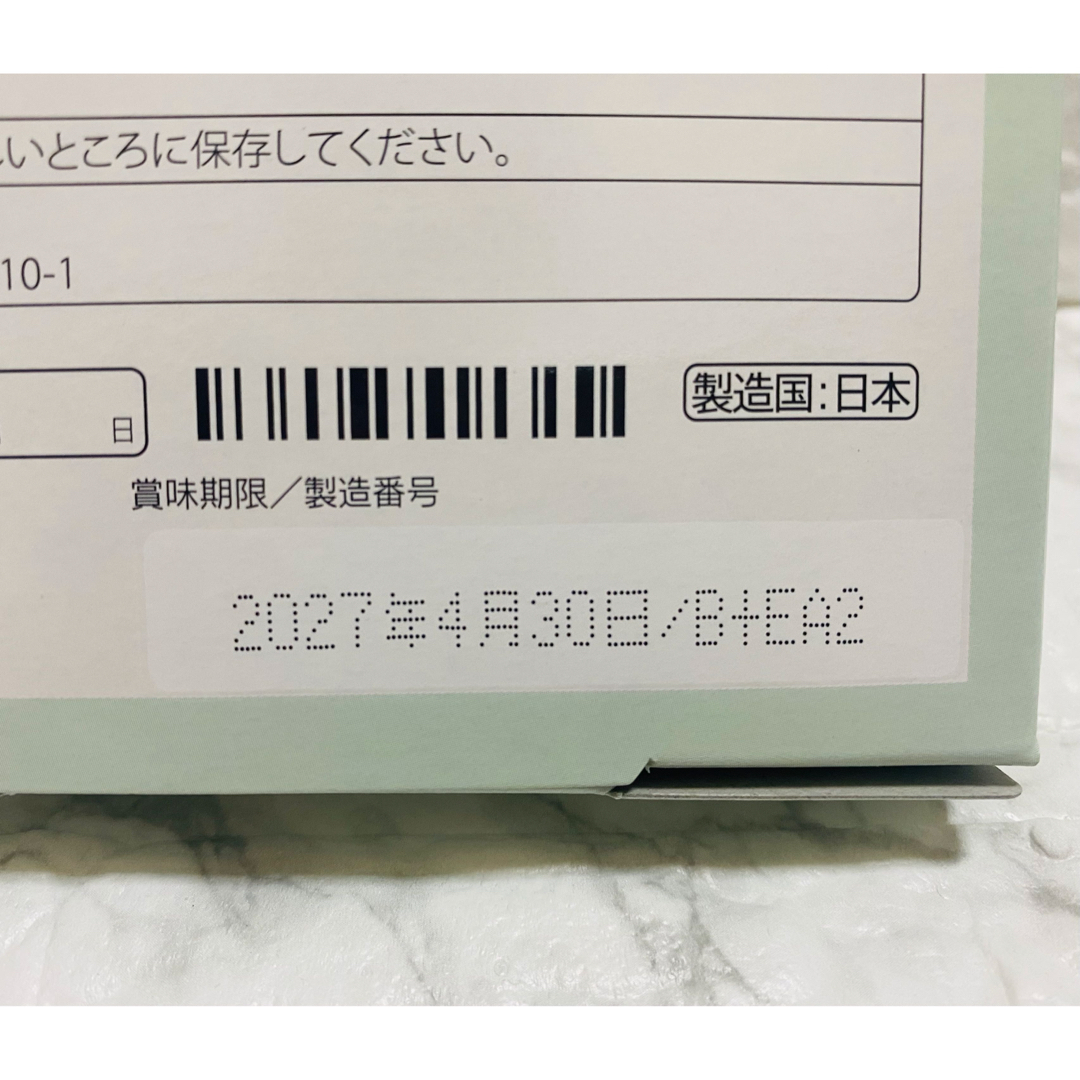 いところに保存してください。
10-1
日
製造国:日本
賞味期限/製造番号
2027年4月30日/B4EA2